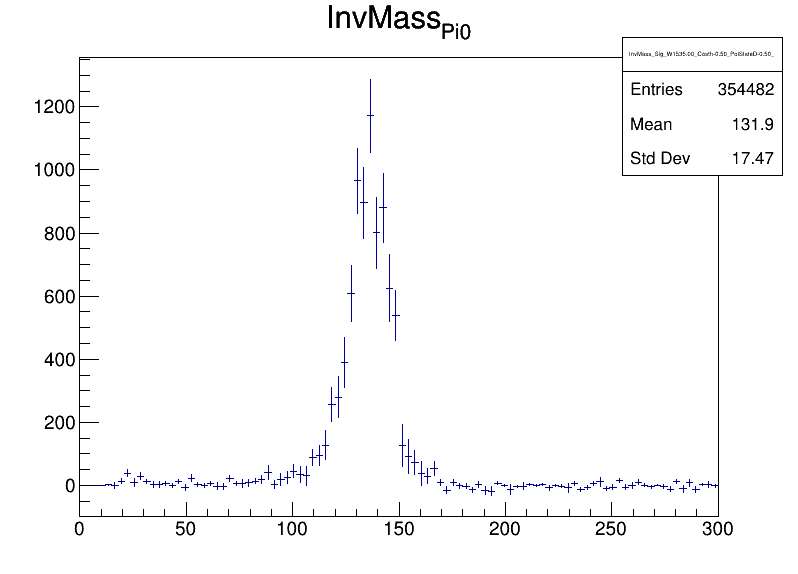 InvMass_Pi0
InvMass_Sig_W1535.00_Costh-0.50_PolStateD-0.50_
Entries 354482
Mean 131.9
Std Dev 17.47
1200
1000
800
600
400
200
0
0 50 100 150 200 250 300